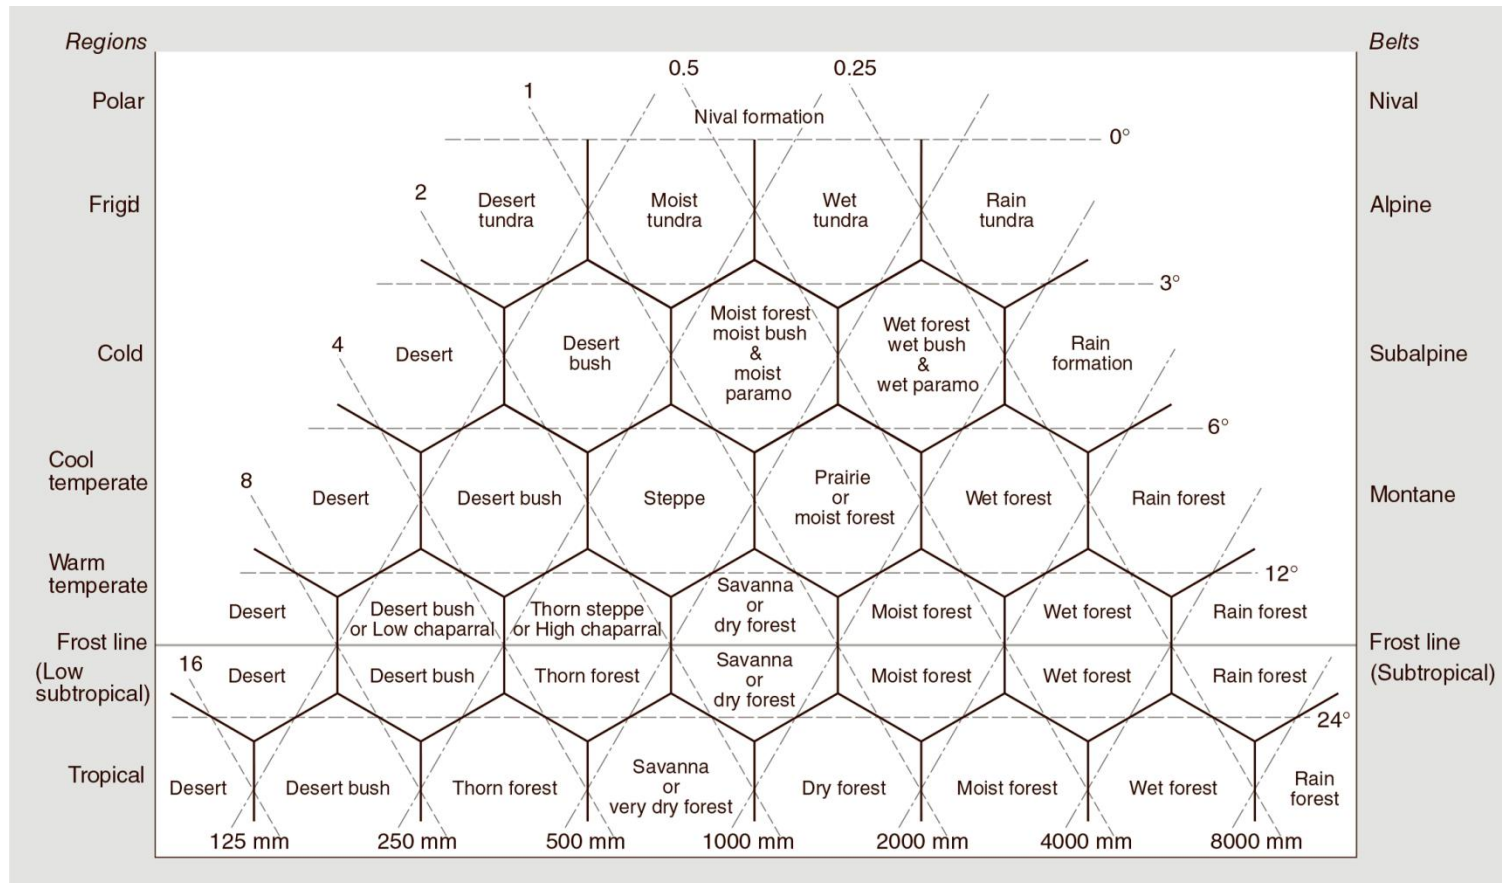 Regions
Belts
0.5
0.25
1
Polar
Nival formation
Nival
0°
2
Frigid
Desert
tundra
Moist
tundra
Wet
tundra
Rain
tundra
Alpine
3°
4
Cold
Desert
Desert
bush
Moist forest
moist bush
&
moist
paramo
Wet forest
wet bush
&
wet paramo
Rain
formation
Subalpine
6°
Cool
temperate
8
Desert
Desert bush
Steppe
Prairie
or
moist forest
Wet forest
Rain forest
Montane
12°
Warm
temperate
Desert
Desert bush
or Low chaparral
Thorn steppe
or High chaparral
Savanna
or
dry forest
Moist forest
Wet forest
Rain forest
Frost line
Frost line
(Low
subtropical)
16
Desert
Desert bush
Thorn forest
Savanna
or
dry forest
Moist forest
Wet forest
Rain forest
(Subtropical)
24°
Tropical
Desert
Desert bush
Thorn forest
Savanna
or
very dry forest
Dry forest
Moist forest
Wet forest
Rain
forest
125 mm
250 mm
500 mm
1000 mm
2000 mm
4000 mm
8000 mm